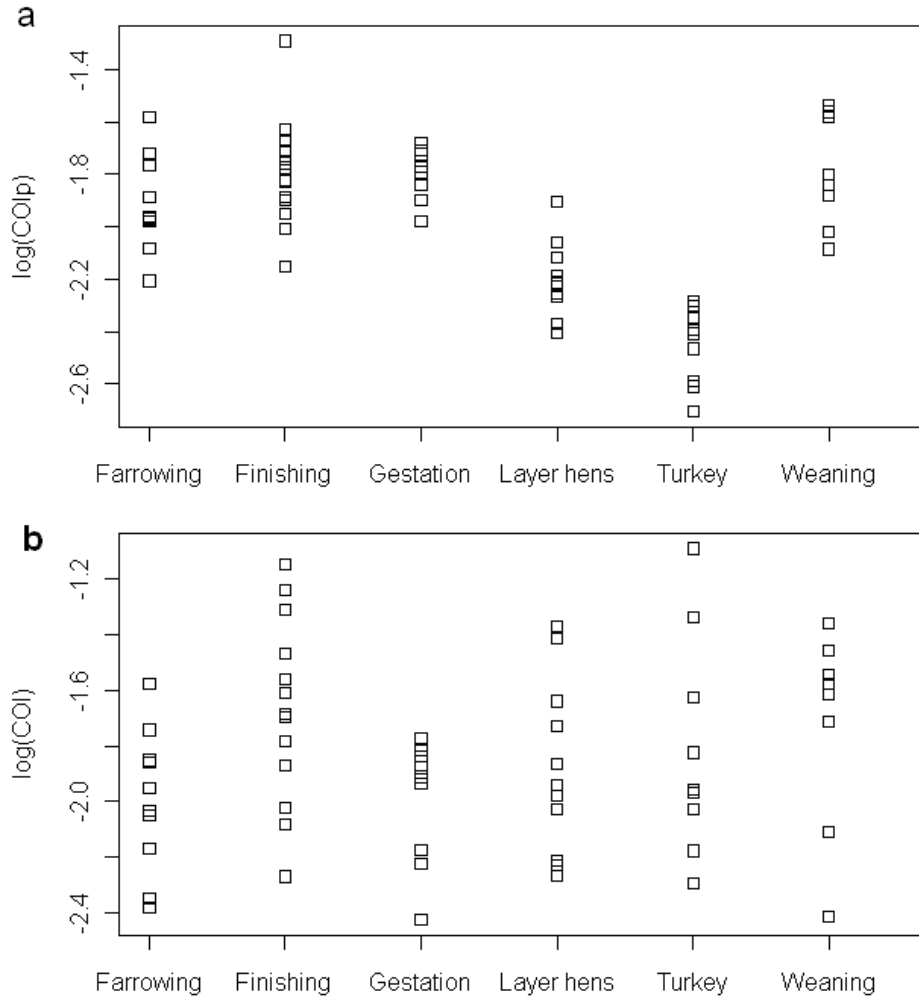 a
-1.4
-1.8
-2.2
-2.6
log(COIp)
Farrowing Finishing Gestation Layer hens Turkey Weaning
b
-1.2
-1.6
-2.0
-2.4
log(COI)
Farrowing Finishing Gestation Layer hens Turkey Weaning